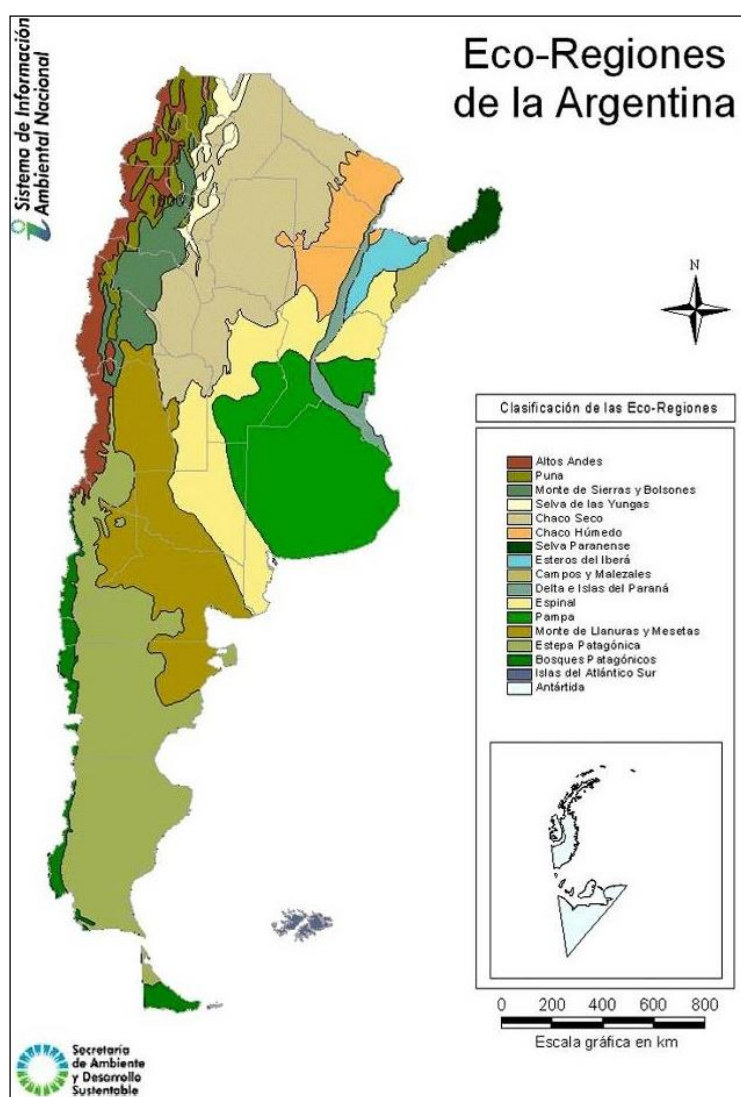 Sistema de Información
Ambiental Nacional
Eco-Regiones
de la Argentina
N
Clasificación de las Eco-Regiones
Altos Andes
Puna
Monte de Sierras y Bolsones
Selva de las Yungas
Chaco Seco
Chaco Húmedo
Selva Paranense
Esteros del Iberá
Campos y Malezales
Delta e Islas del Paraná
Espinal
Pampa
Monte de Llanuras y Mesetas
Estepa Patagónica
Bosques Patagónicos
Islas del Atlántico Sur
Antártida
0 200 400 600 800
Escala gráfica en km
Secretaría
de Ambiente
y Desarrollo
Sustentable